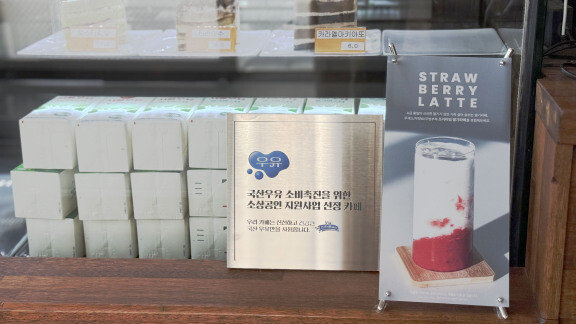 카라멜마끼아또
6.0
우유
국산우유 소비촉진을 위한
소상공인 지원사업 선정 카페
우리 카페는 신선하고 건강한
국산 우유만을 사용합니다.
STRAW
BERRY
LATTE